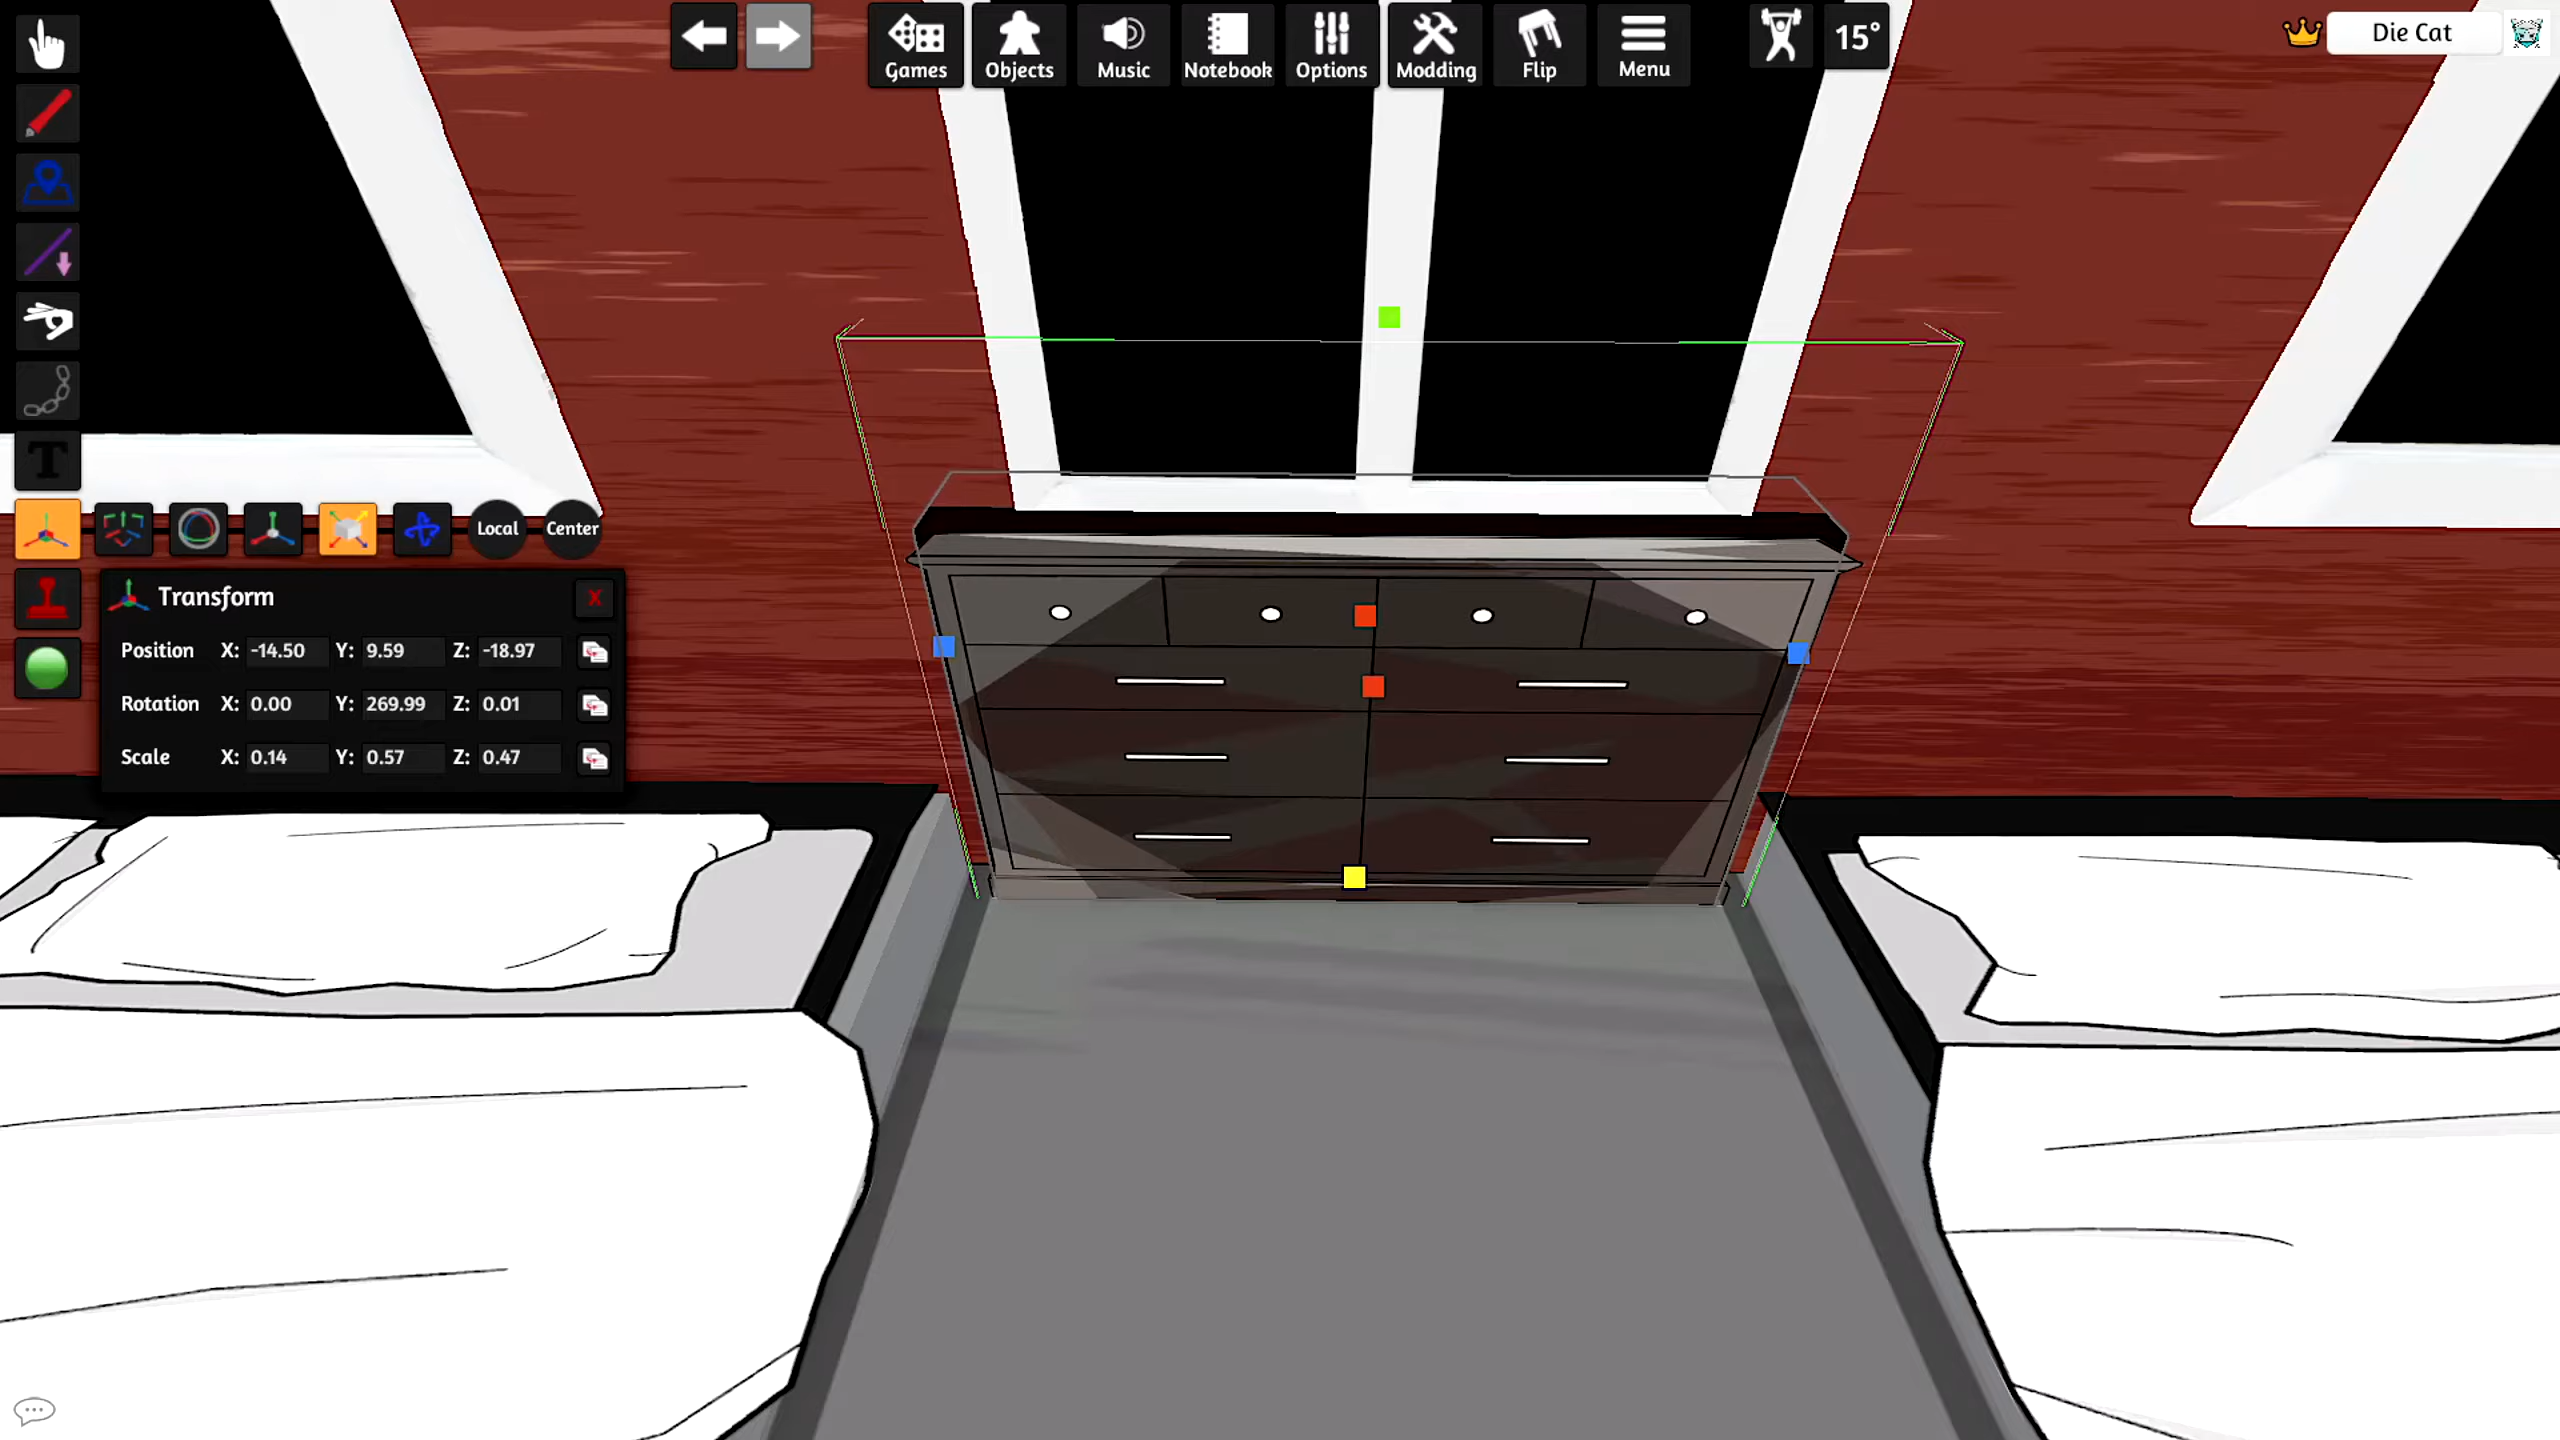 Games
Objects
Music
Notebook
Options
Modding
Flip
Menu
15°
Die Cat
T
Local
Center
Transform
X
Position X: -14.50 Y: 9.59 Z: -18.97
Rotation X: 0.00 Y: 269.99 Z: 0.01
Scale X: 0.14 Y: 0.57 Z: 0.47